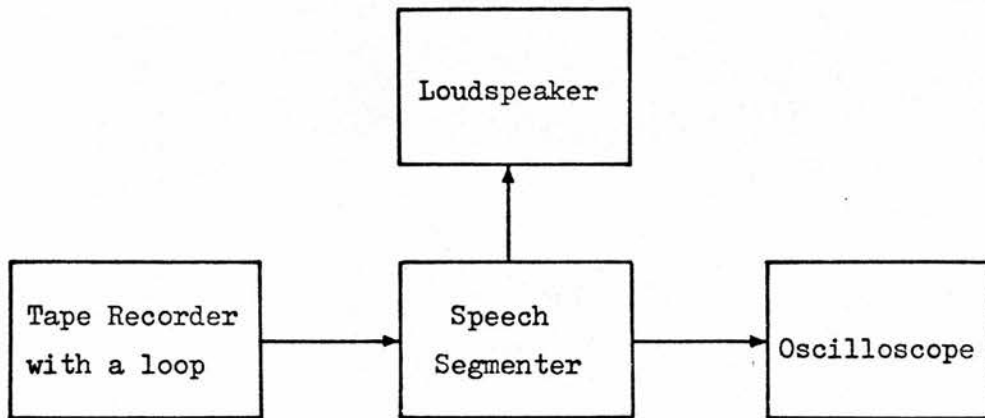 Loudspeaker
Tape Recorder
with a loop
Speech
Segmenter
Oscilloscope